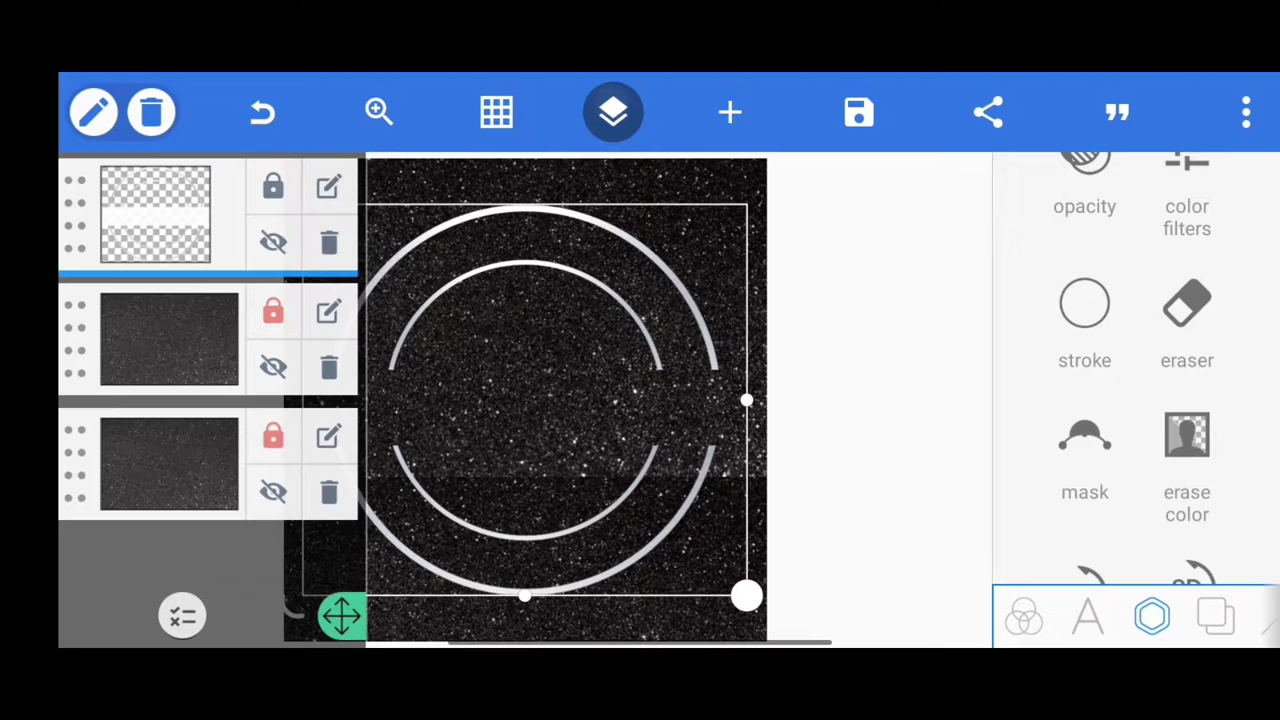 opacity
color
filters
stroke
eraser
mask
erase
color